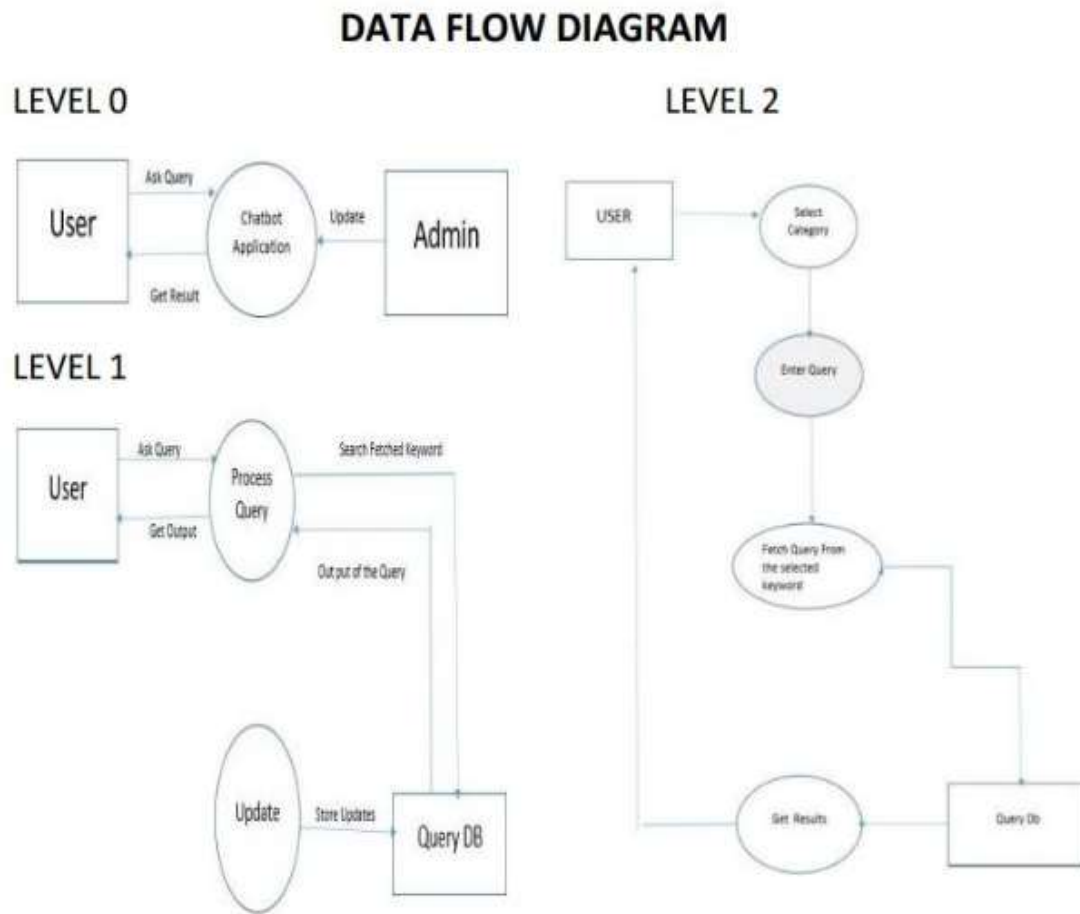 DATA FLOW DIAGRAM
LEVEL 0
User
Ask Query
Get Result
Chatbot
Application
Update
Admin
LEVEL 1
User
Ask Query
Get Output
Process
Query
Search Fetched Keyword
Out put of the Query
Update
Store Updates
Query DB
LEVEL 2
USER
Select
Category
Enter Query
Fetch Query From
the selected
keyword
Query Db
Get Results